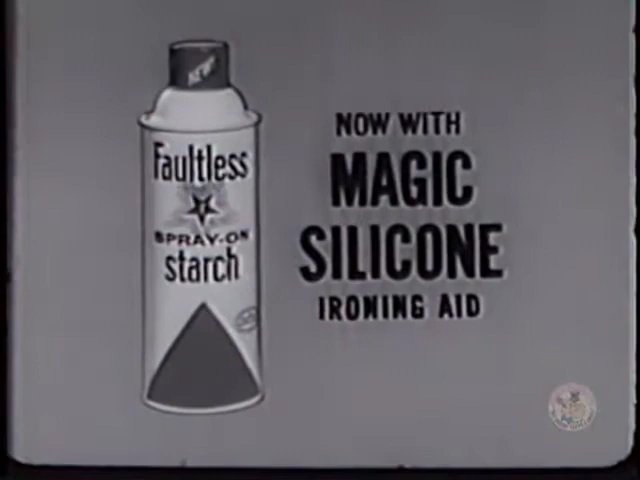 NEW!
Faultless
SPRAY-ON
starch
NOW WITH
MAGIC
SILICONE
IRONING AID